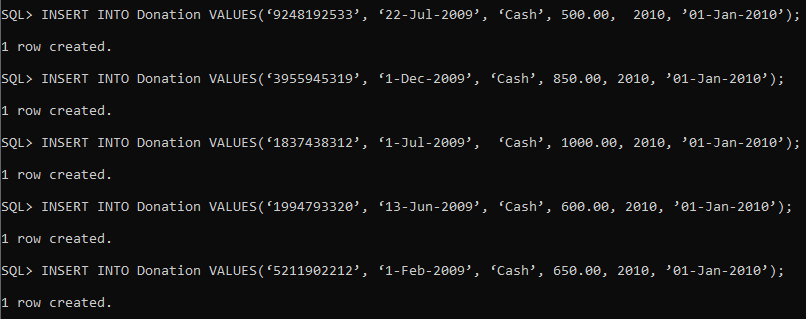 SQL> INSERT INTO Donation VALUES(‘9248192533’, ‘22-Jul-2009’, ‘Cash’, 500.00,  2010, ’01-Jan-2010’);
1 row created.
SQL> INSERT INTO Donation VALUES(‘3955945319’, ‘1-Dec-2009’, ‘Cash’, 850.00, 2010, ’01-Jan-2010’);
1 row created.
SQL> INSERT INTO Donation VALUES(‘1837438312’, ‘1-Jul-2009’,  ‘Cash’, 1000.00, 2010, ’01-Jan-2010’);
1 row created.
SQL> INSERT INTO Donation VALUES(‘1994793320’, ‘13-Jun-2009’, ‘Cash’, 600.00, 2010, ’01-Jan-2010’);
1 row created.
SQL> INSERT INTO Donation VALUES(‘5211902212’, ‘1-Feb-2009’, ‘Cash’, 650.00, 2010, ’01-Jan-2010’);
1 row created.